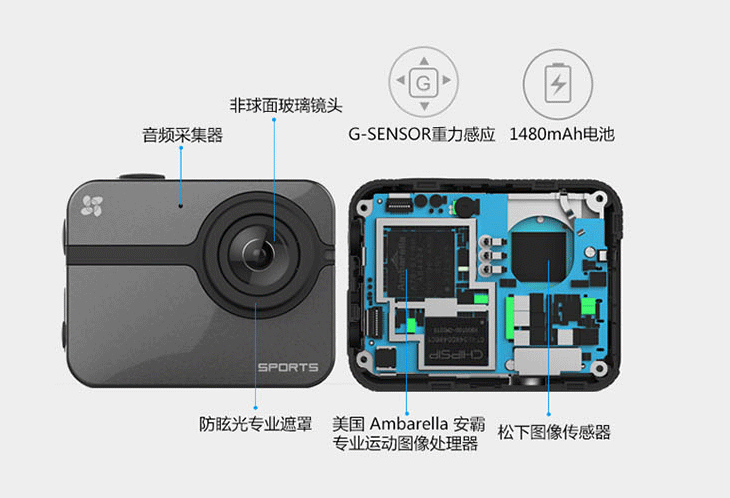 G
非球面玻璃镜头
音频采集器
G-SENSOR重力感应
1480mAh电池
Ambarella
CHIPSIP
SPORTS
防眩光专业遮罩
美国 Ambarella 安霸
专业运动图像处理器
松下图像传感器